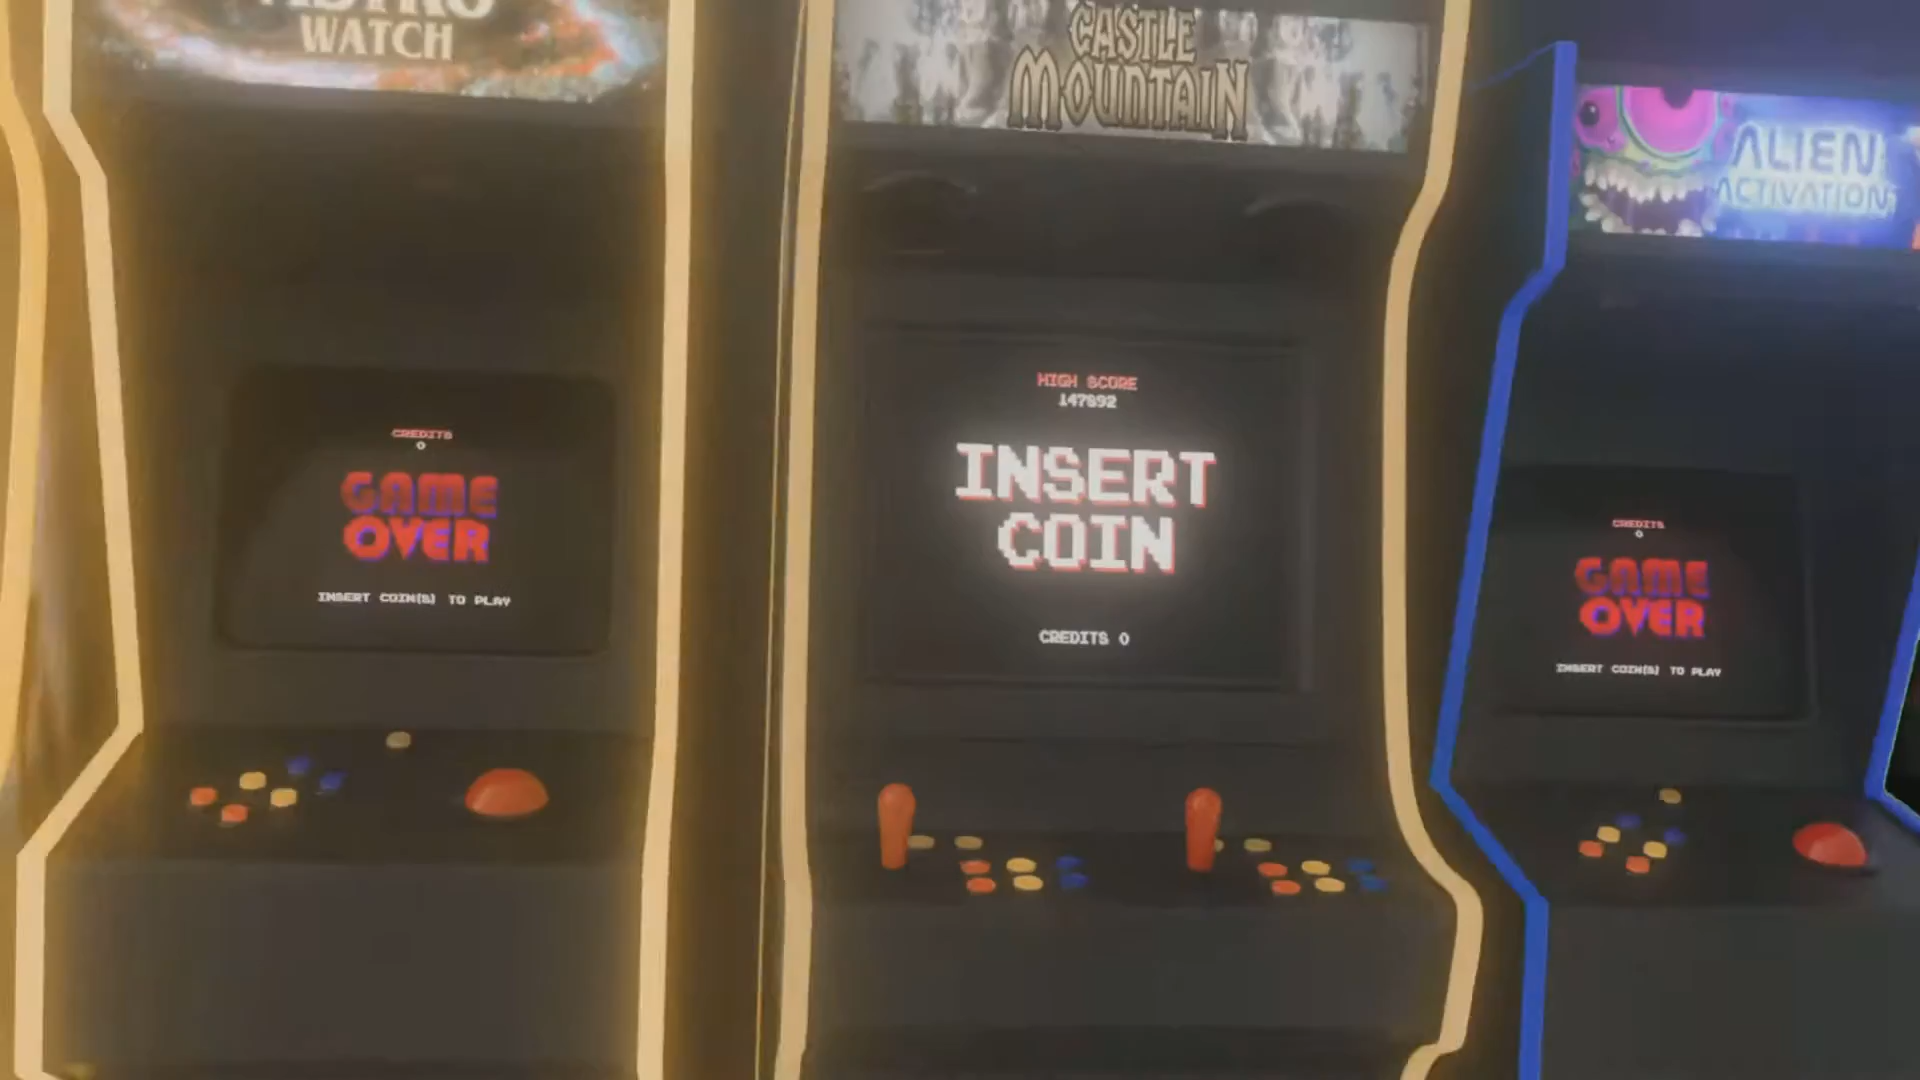 WATCH
CREDITS
0
GAME
OVER
INSERT COIN(S) TO PLAY
CASTLE
MOUNTAIN
HIGH SCORE
147892
INSERT
COIN
CREDITS 0
ALIEN
ACTIVATION
CREDITS
0
GAME
OVER
INSERT COIN(S) TO PLAY